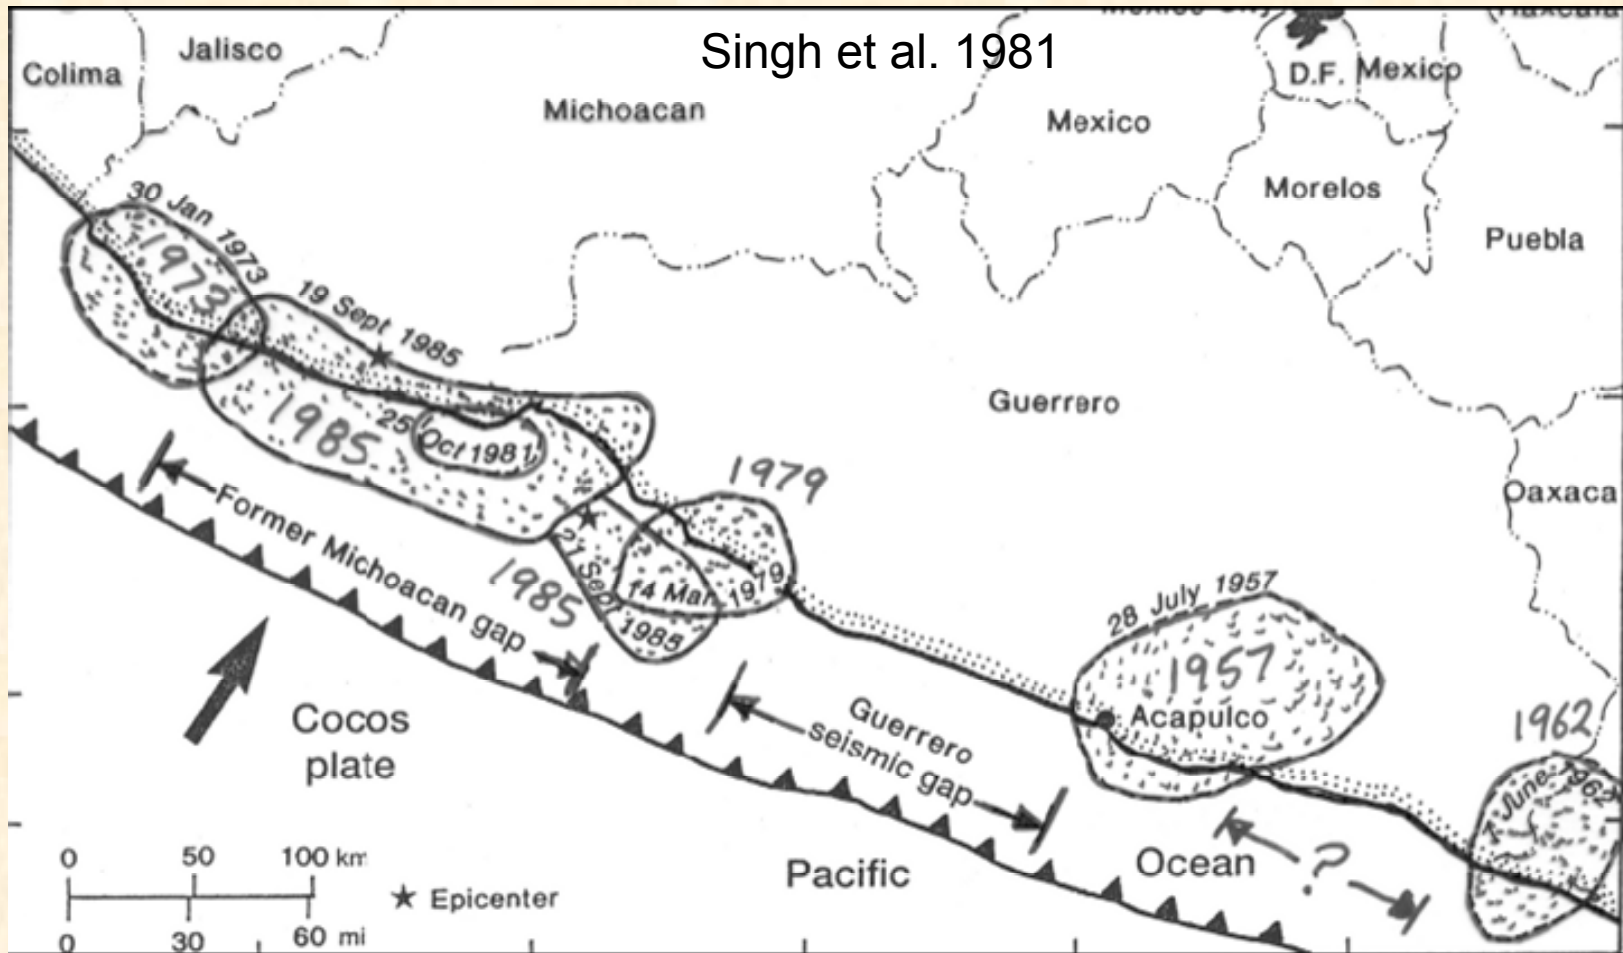 Singh et al. 1981
Mexico City
Tlaxcala
Colima
Jalisco
Michoacan
Mexico
D.F.
Mexico
Morelos
Puebla
30 Jan 1973
1973
19 Sept 1985
1985
25 Oct 1981
Guerrero
Oaxaca
1979
14 Mar 1979
21 Sept 1985
1985
Former Michoacan gap
28 July 1957
1957
Acapulco
1962
June 1962
Guerrero
seismic gap
Cocos
plate
Pacific
Ocean
?
0 50 100 km
0 30 60 mi
★ Epicenter